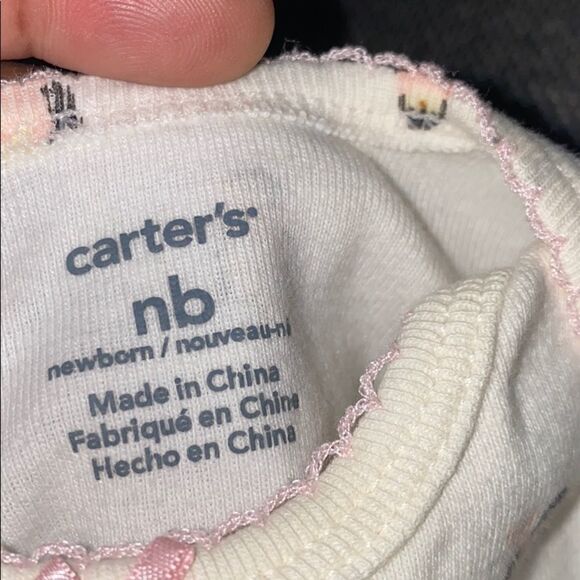 carter's
nb
newborn / nouveau-n
Made in China
Fabriqué en Chine
Hecho en China